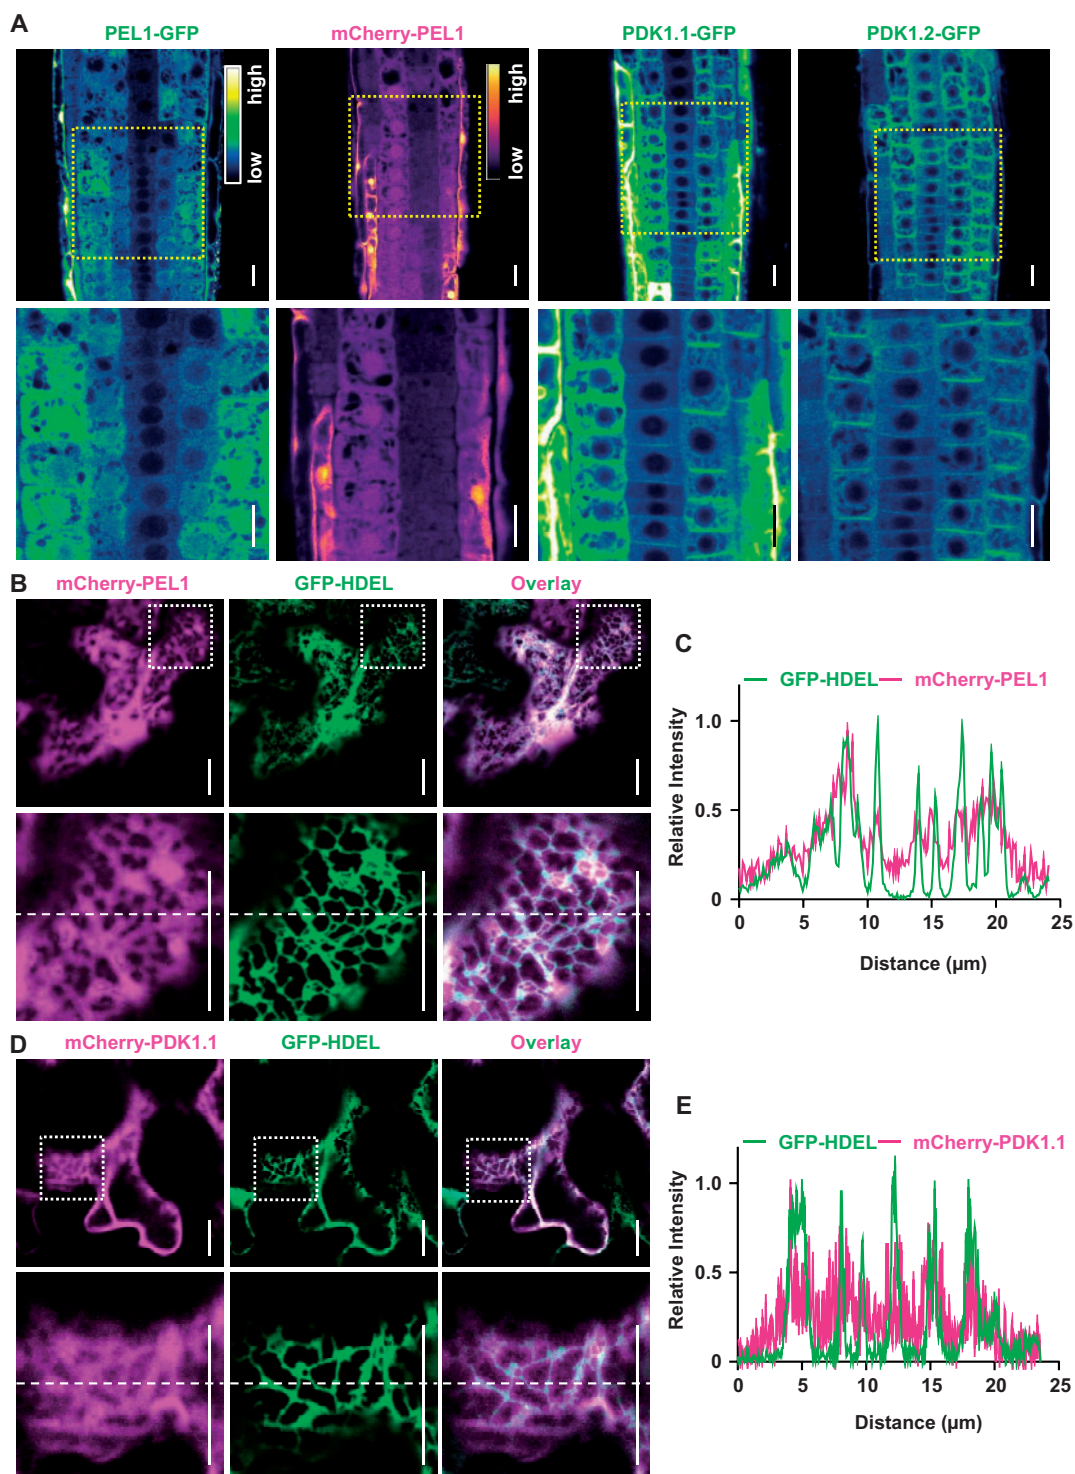 A
PEL1-GFP mCherry-PEL1 PDK1.1-GFP PDK1.2-GFP
high
low
high
low
B
mCherry-PEL1 GFP-HDEL Overlay
C
GFP-HDEL mCherry-PEL1
Relative Intensity
1.0
0.5
0
0 5 10 15 20 25
Distance (µm)
D
mCherry-PDK1.1 GFP-HDEL Overlay
E
GFP-HDEL mCherry-PDK1.1
Relative Intensity
1.0
0.5
0
0 5 10 15 20 25
Distance (µm)